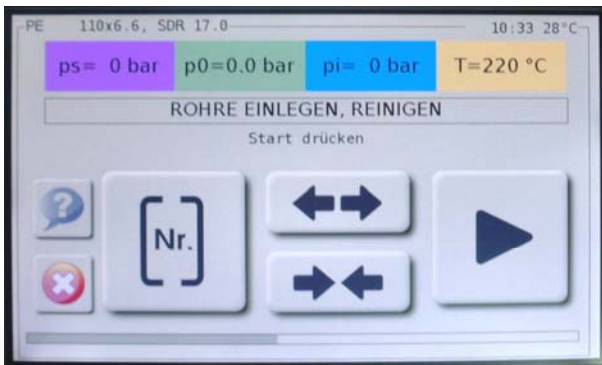 PE 110x6.6, SDR 17.0 10:33 28°C
ps= 0 bar p0=0.0 bar pi= 0 bar T=220 °C
ROHRE EINLEGEN, REINIGEN
Start drücken
?
Nr.